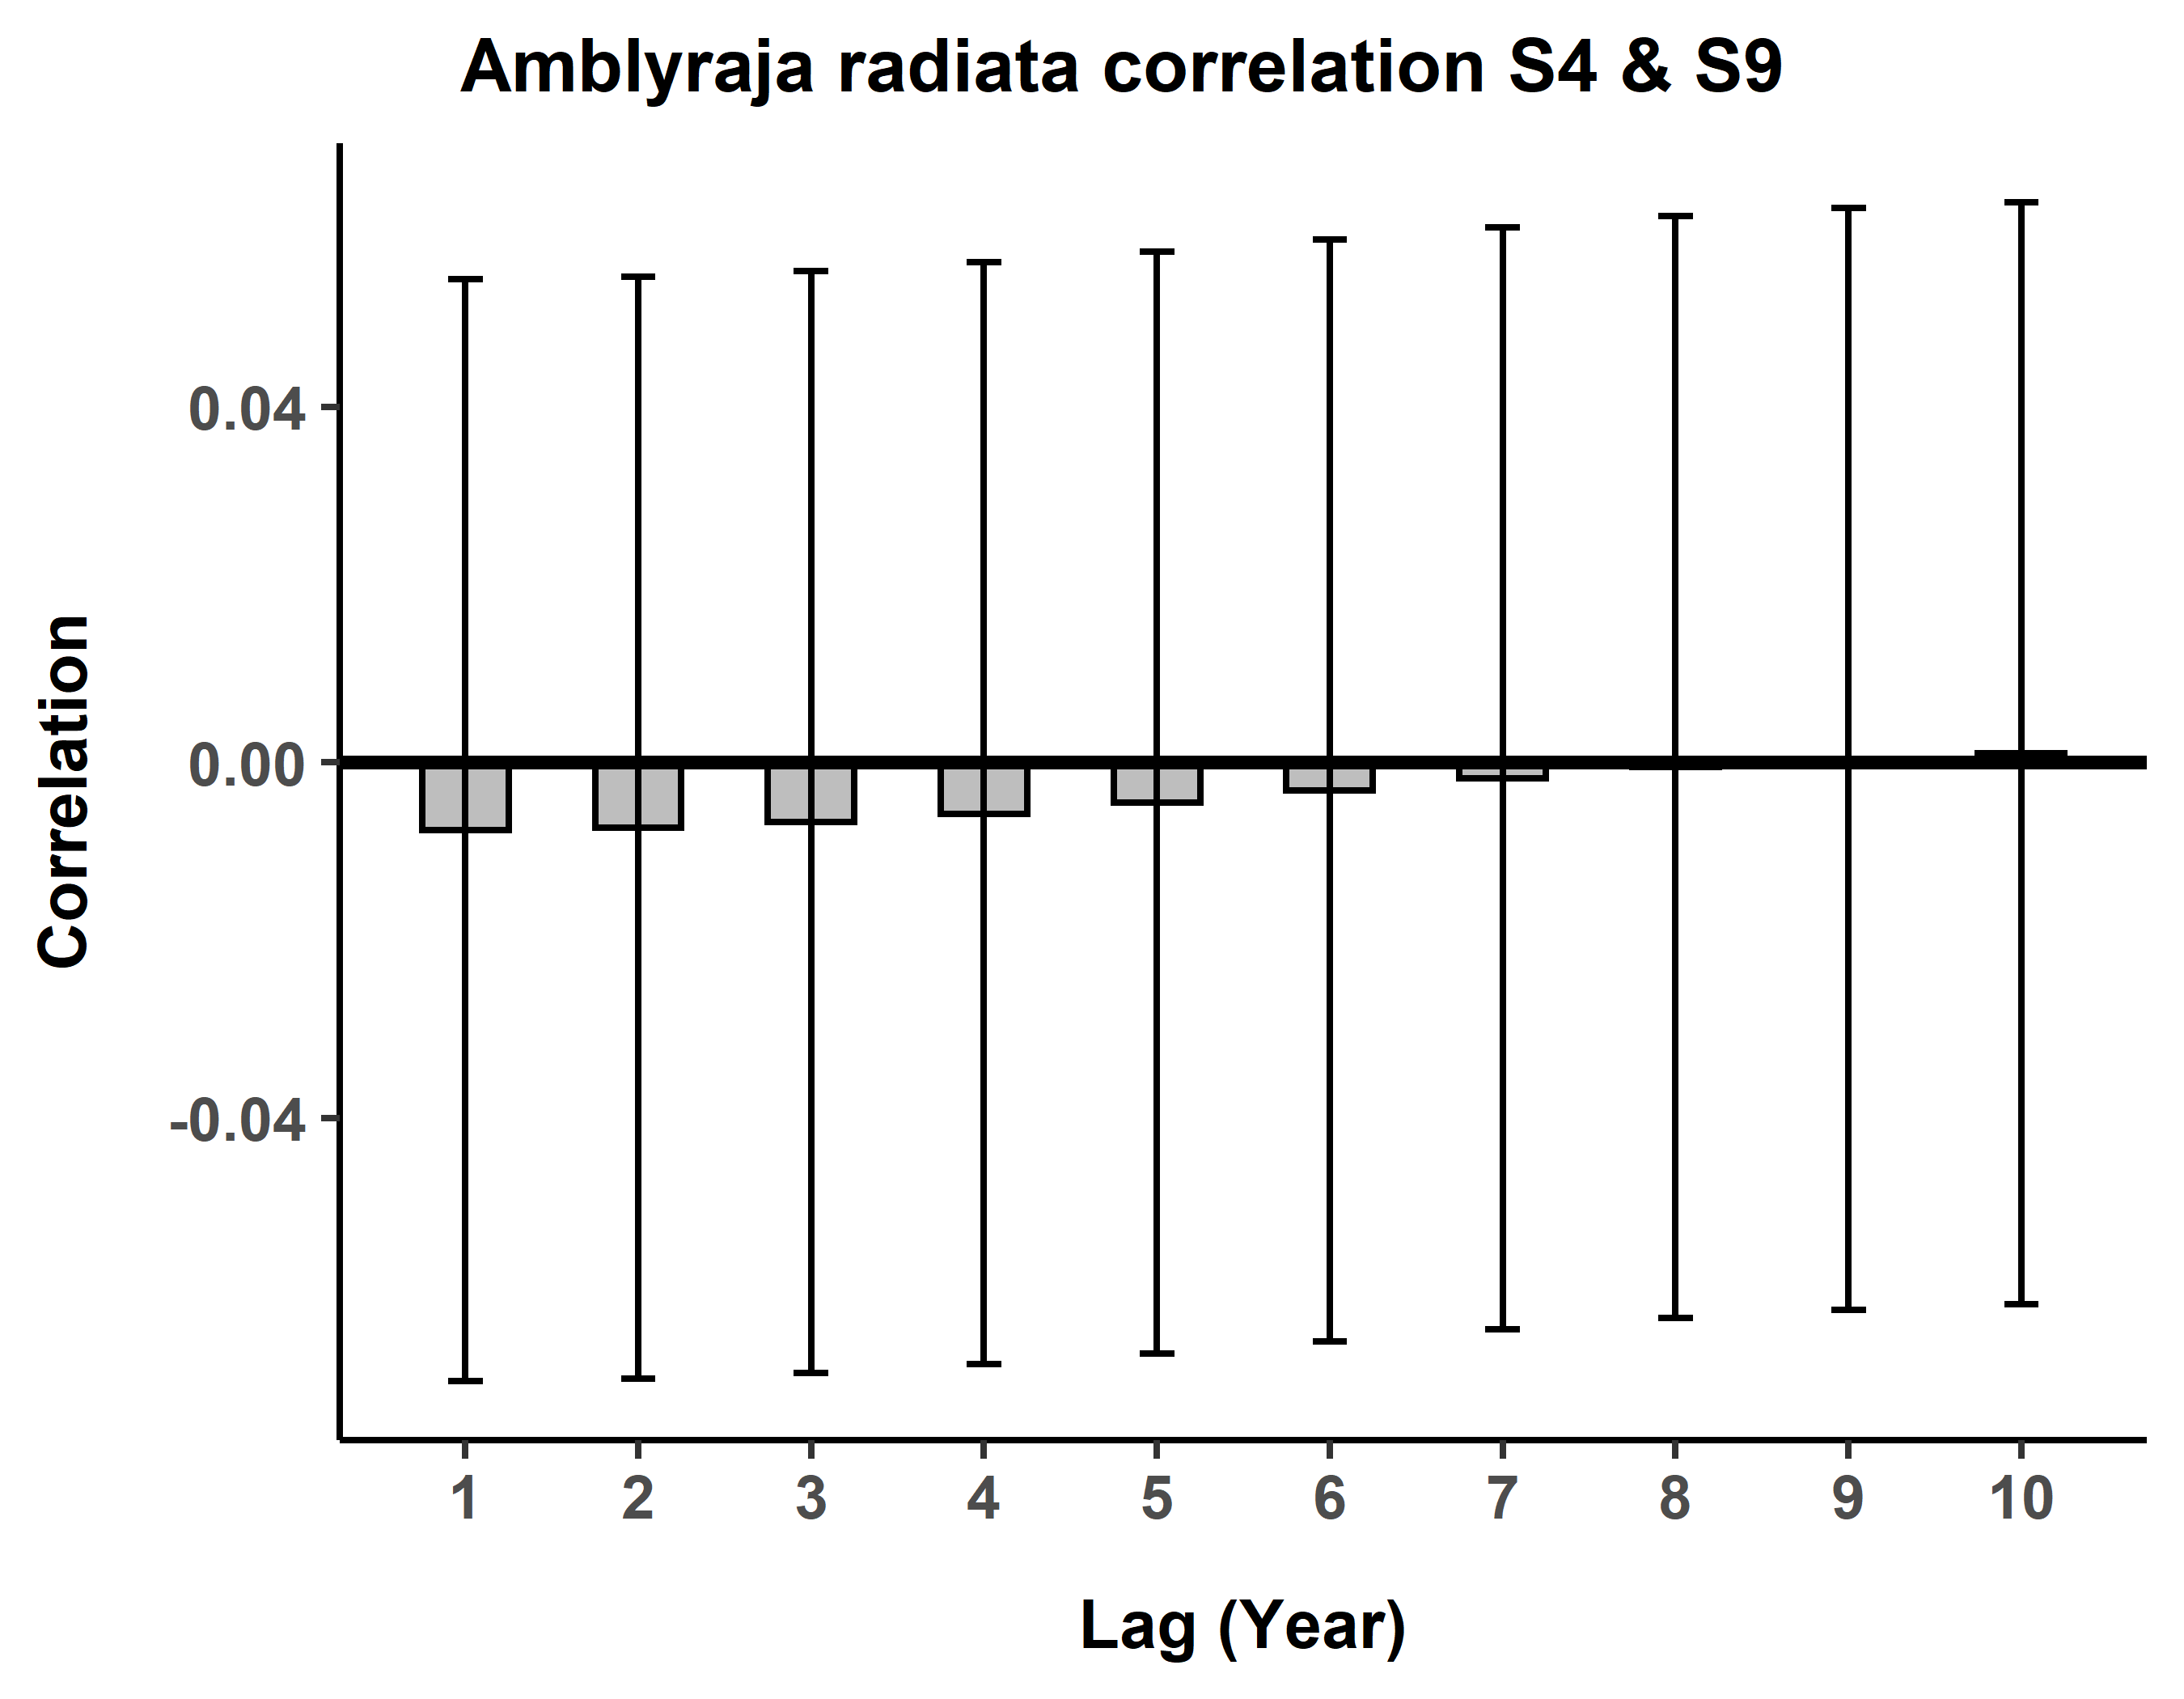 Amblyraja radiata correlation S4 & S9
Correlation
0.04
0.00
-0.04
1 2 3 4 5 6 7 8 9 10
Lag (Year)